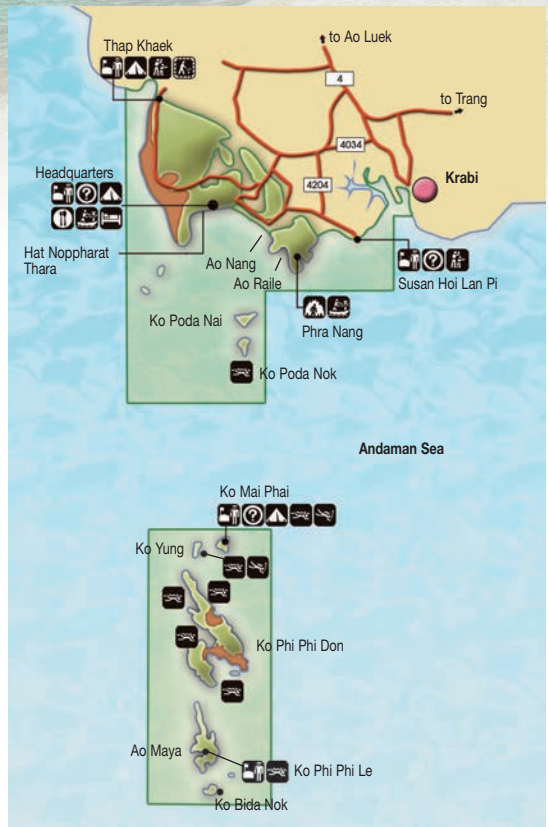 to Ao Luek
Thap Khaek
4
to Trang
4034
Headquarters
4204
Krabi
Hat Noppharat
Thara
Ao Nang
Ao Raile
Susan Hoi Lan Pi
Ko Poda Nai
Phra Nang
Ko Poda Nok
Andaman Sea
Ko Mai Phai
Ko Yung
Ko Phi Phi Don
Ao Maya
Ko Phi Phi Le
Ko Bida Nok